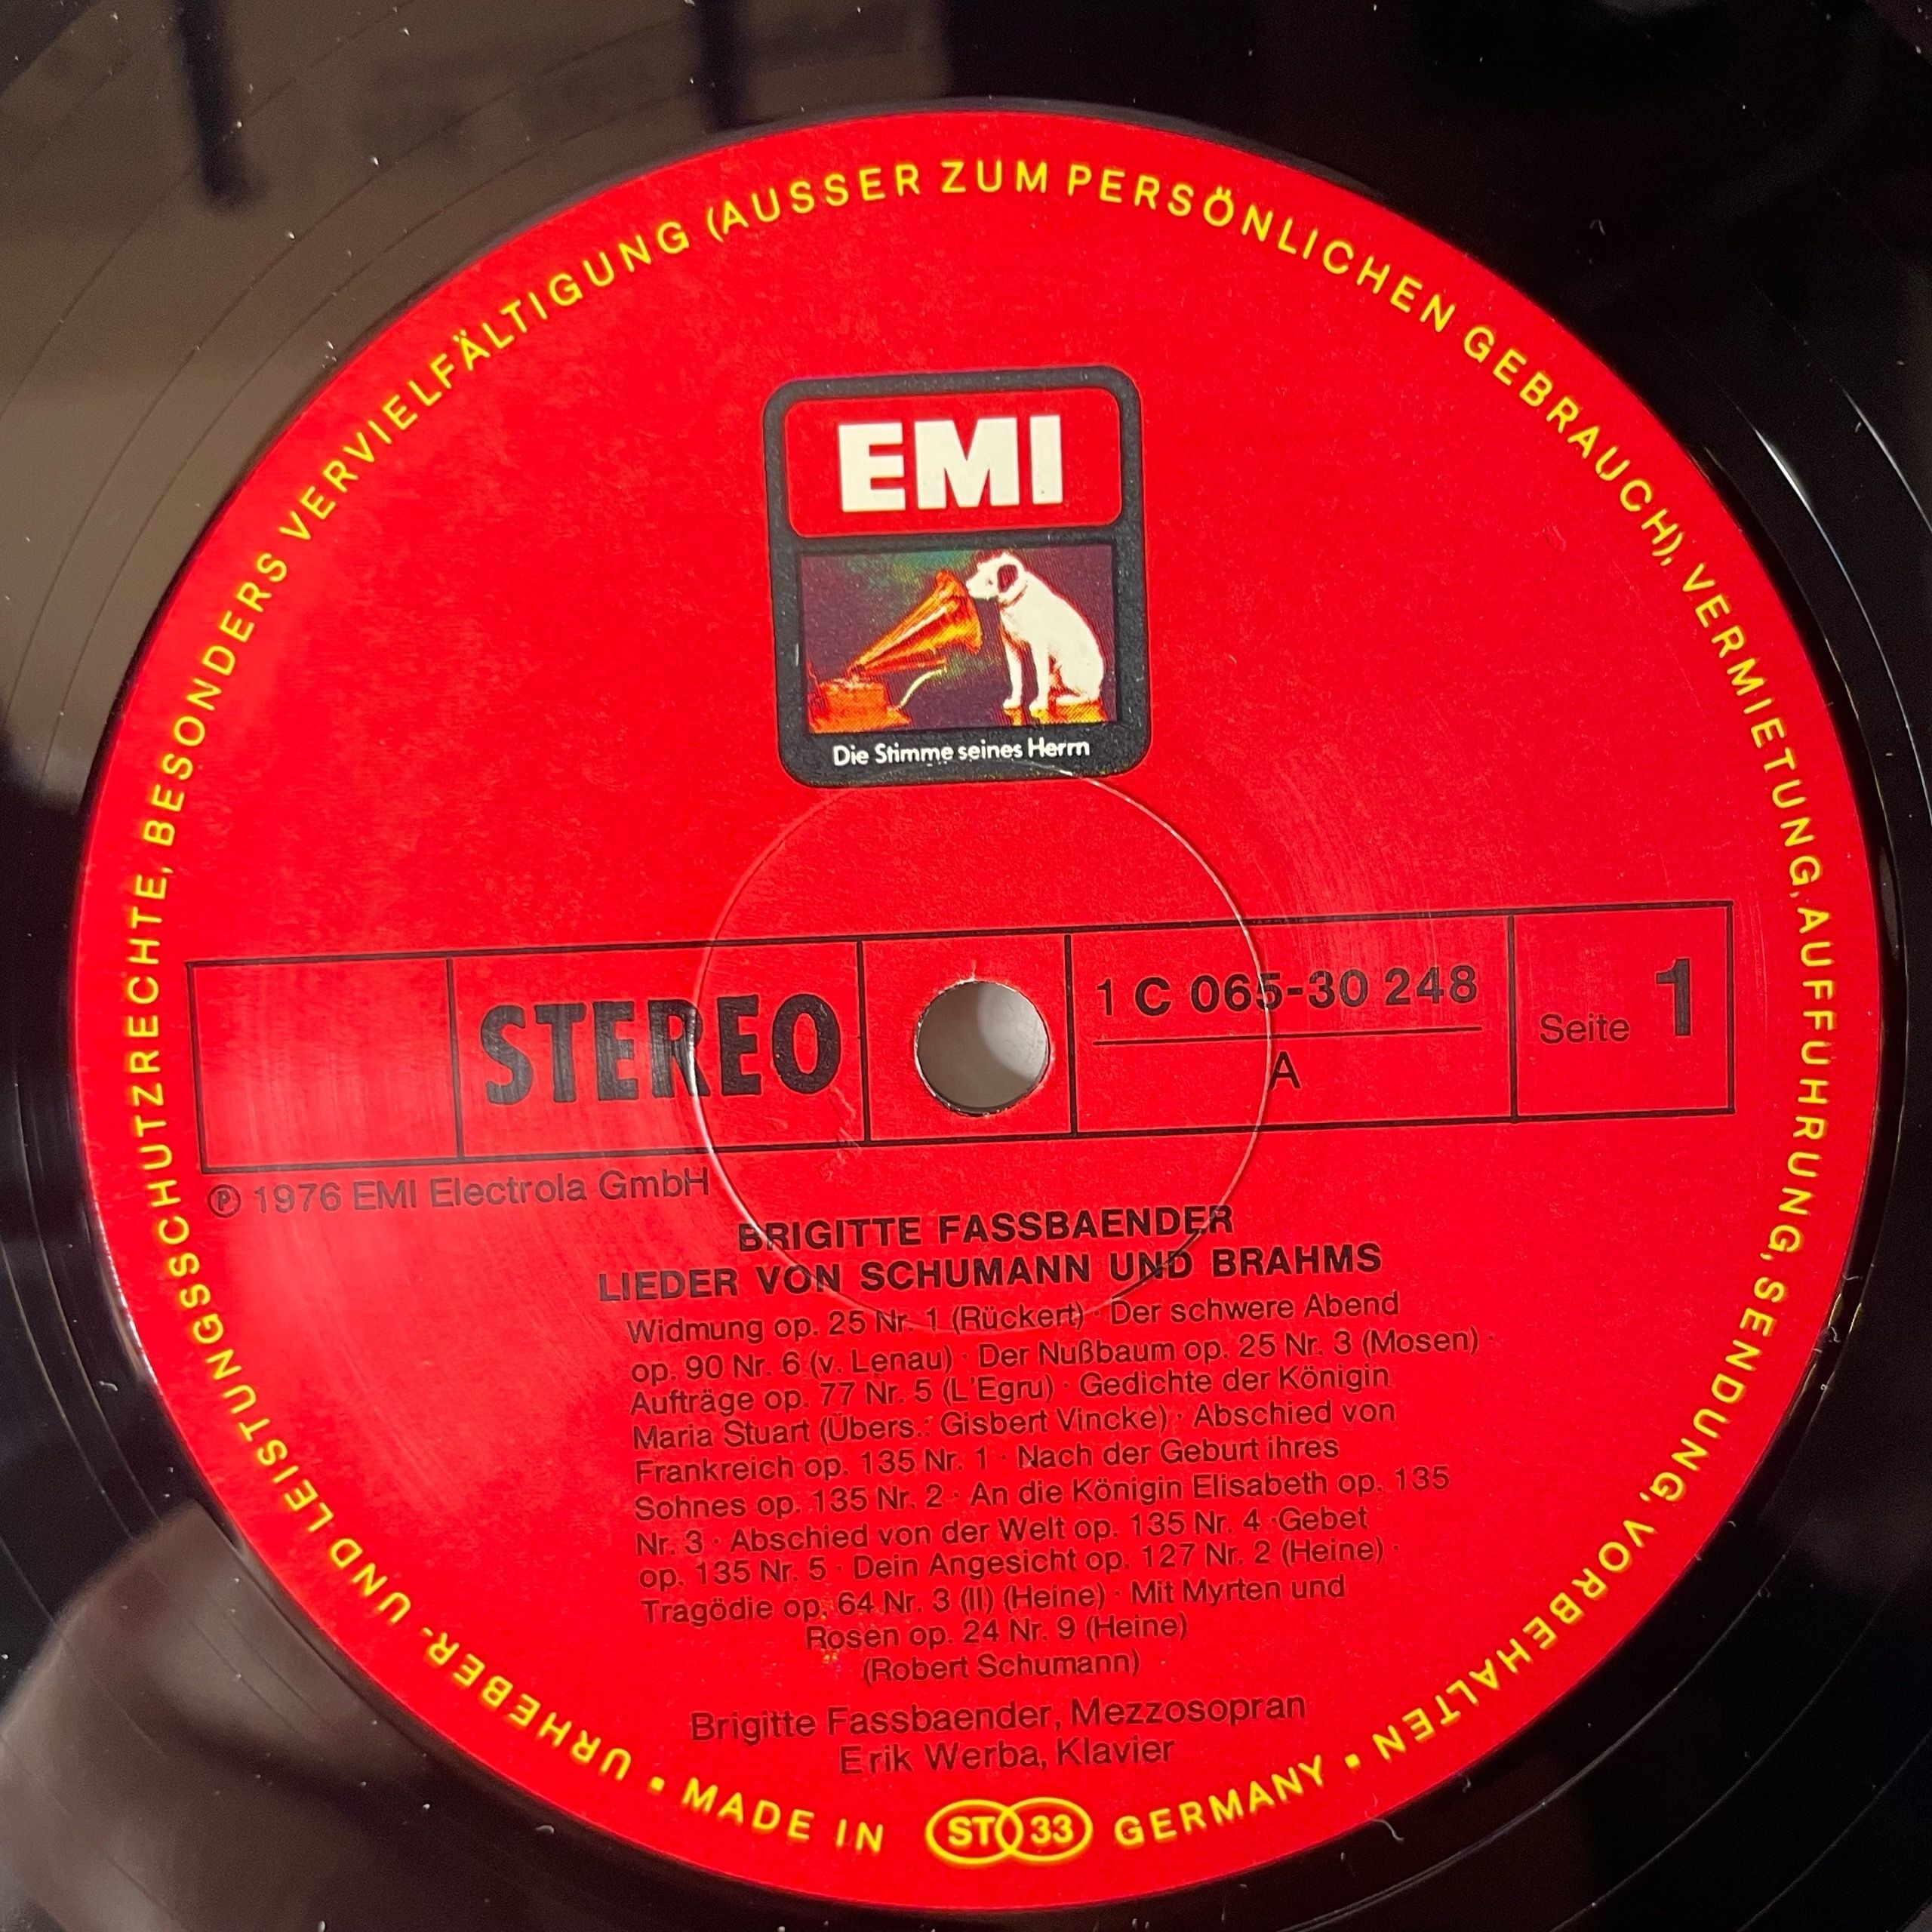 URHEBER- UND LEISTUNGSSCHUTZRECHTE, BESONDERS VERVIELFÄLTIGUNG (AUSSER ZUM PERSÖNLICHEN GEBRAUCH), VERMIETUNG, AUFFÜHRUNG, SENDUNG, VORBEHALTEN
EMI
Die Stimme seines Herrn
STEREO
1 C 065-30 248
A
Seite 1
℗ 1976 EMI Electrola GmbH
BRIGITTE FASSBAENDER
LIEDER VON SCHUMANN UND BRAHMS
Widmung op. 25 Nr. 1 (Rückert) · Der schwere Abend
op. 90 Nr. 6 (v. Lenau) · Der Nußbaum op. 25 Nr. 3 (Mosen) ·
Aufträge op. 77 Nr. 5 (L'Egru) · Gedichte der Königin
Maria Stuart (Übers.: Gisbert Vincke) · Abschied von
Frankreich op. 135 Nr. 1 · Nach der Geburt ihres
Sohnes op. 135 Nr. 2 · An die Königin Elisabeth op. 135
Nr. 3 · Abschied von der Welt op. 135 Nr. 4 · Gebet
op. 135 Nr. 5 · Dein Angesicht op. 127 Nr. 2 (Heine) ·
Tragödie op. 64 Nr. 3 (II) (Heine) · Mit Myrten und
Rosen op. 24 Nr. 9 (Heine)
(Robert Schumann)
Brigitte Fassbaender, Mezzosopran
Erik Werba, Klavier
• MADE IN ST 33 GERMANY •